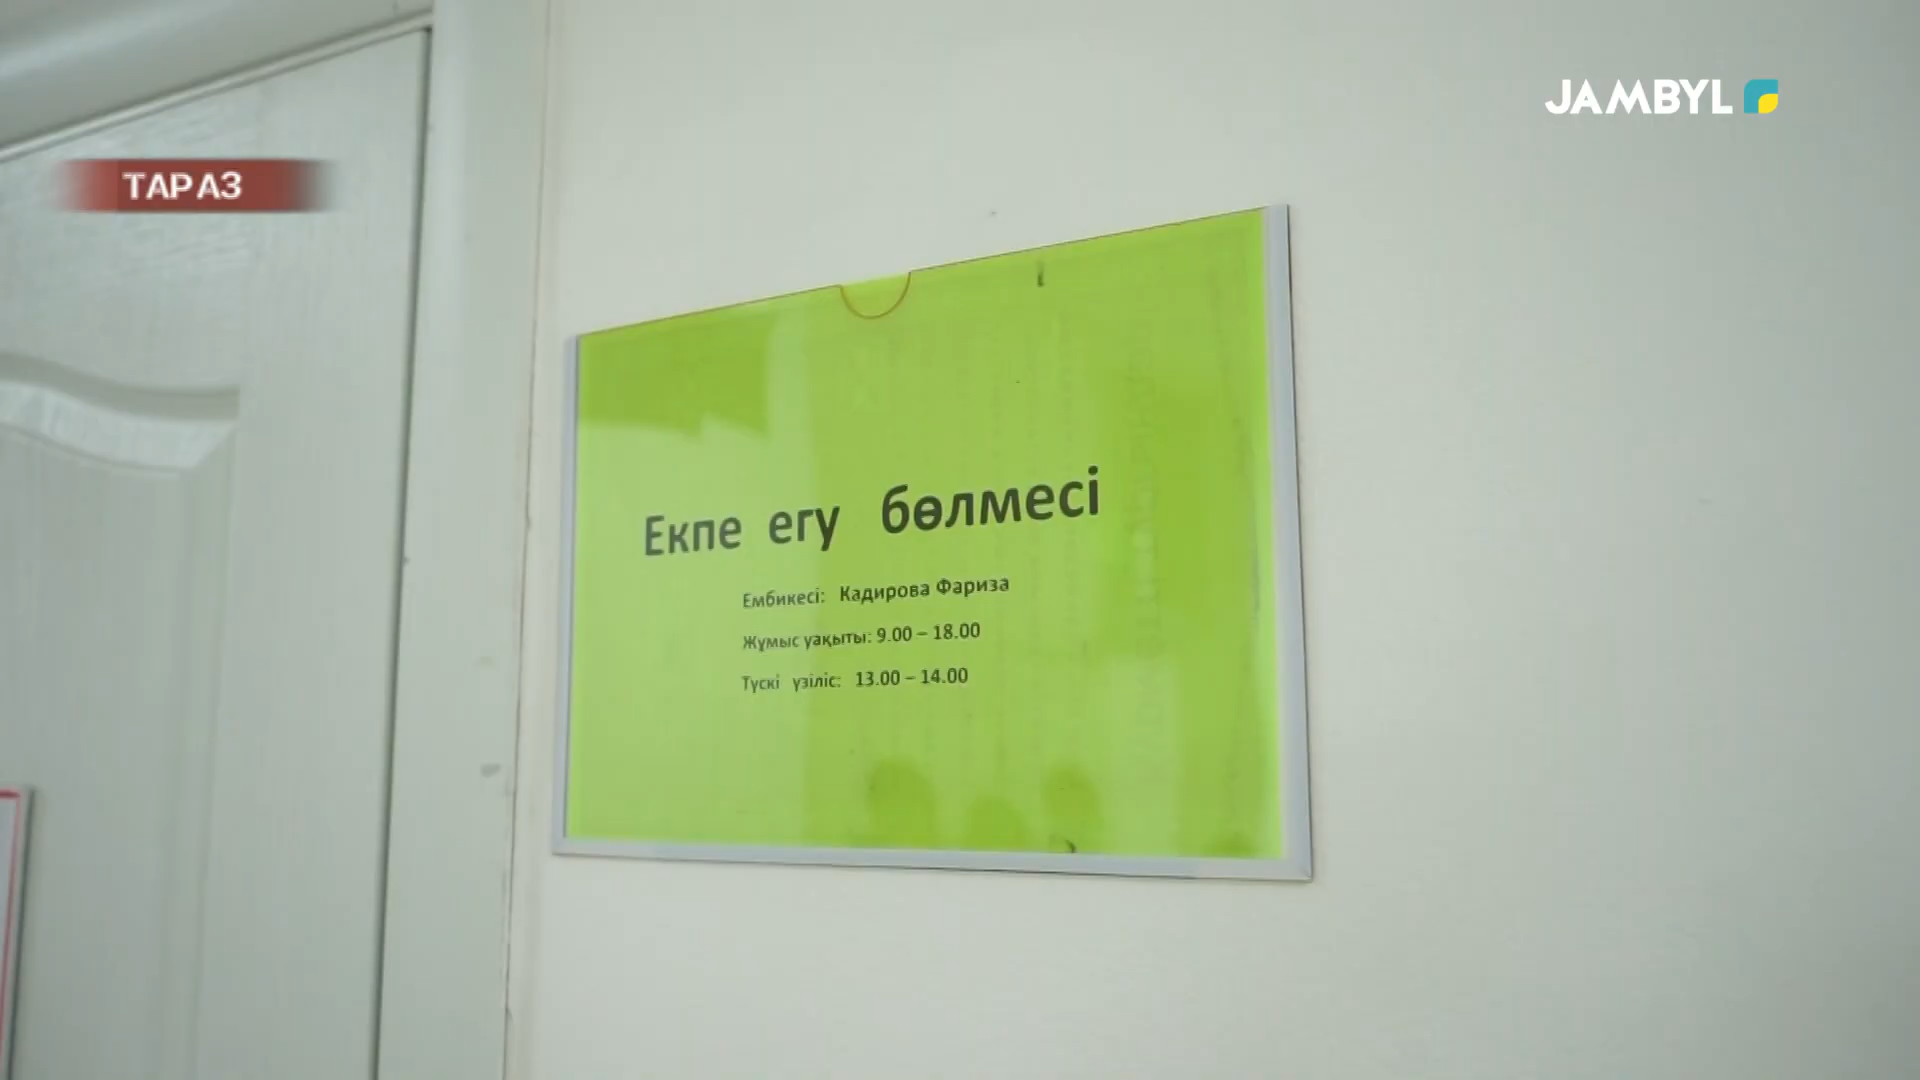 JAMBYL
ТАРАЗ
Екпе егу бөлмесі
Ембикесі: Кадирова Фариза
Жұмыс уақыты: 9.00 – 18.00
Түскі үзіліс: 13.00 – 14.00